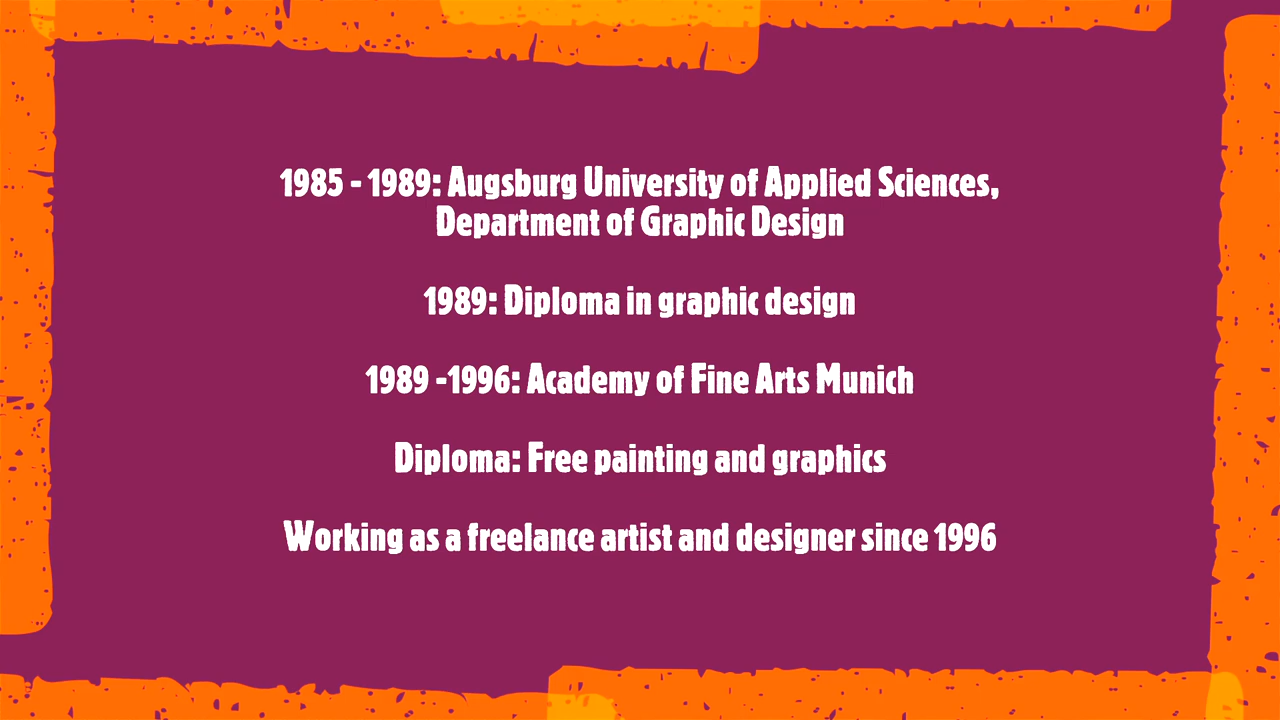 1985 - 1989: Augsburg University of Applied Sciences,
Department of Graphic Design
1989: Diploma in graphic design
1989 -1996: Academy of Fine Arts Munich
Diploma: Free painting and graphics
Working as a freelance artist and designer since 1996